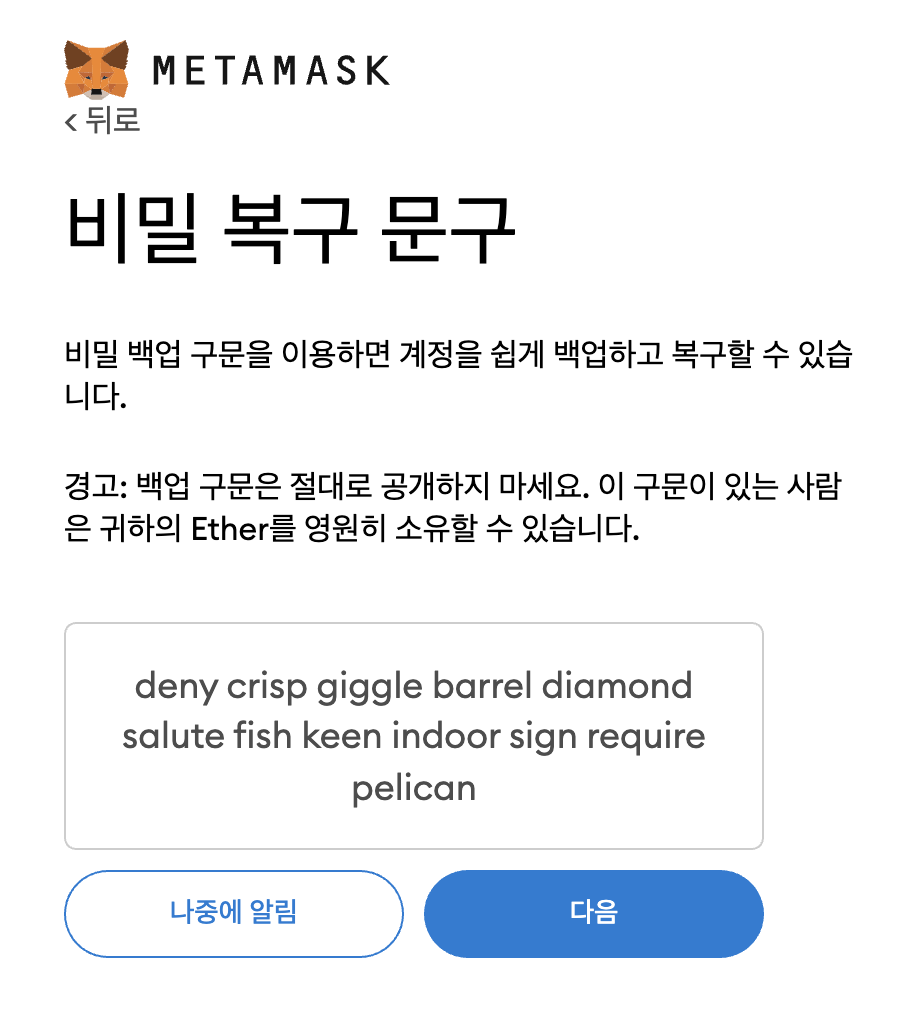 METAMASK
< 뒤로
비밀 복구 문구
비밀 백업 구문을 이용하면 계정을 쉽게 백업하고 복구할 수 있습
니다.
경고: 백업 구문은 절대로 공개하지 마세요. 이 구문이 있는 사람
은 귀하의 Ether를 영원히 소유할 수 있습니다.
deny crisp giggle barrel diamond
salute fish keen indoor sign require
pelican
나중에 알림
다음